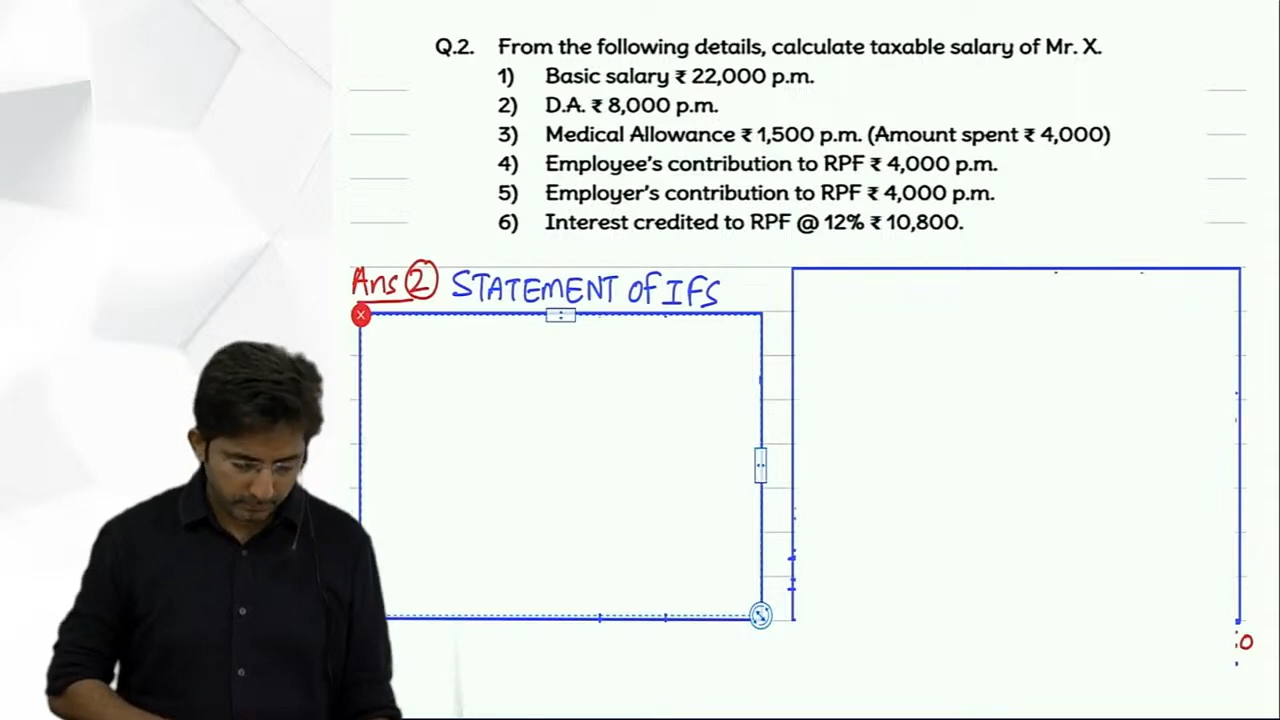 Q.2. From the following details, calculate taxable salary of Mr. X.
1) Basic salary ₹ 22,000 p.m.
2) D.A. ₹ 8,000 p.m.
3) Medical Allowance ₹ 1,500 p.m. (Amount spent ₹ 4,000)
4) Employee's contribution to RPF ₹ 4,000 p.m.
5) Employer's contribution to RPF ₹ 4,000 p.m.
6) Interest credited to RPF @ 12% ₹ 10,800.
Ans 2 STATEMENT of IFS